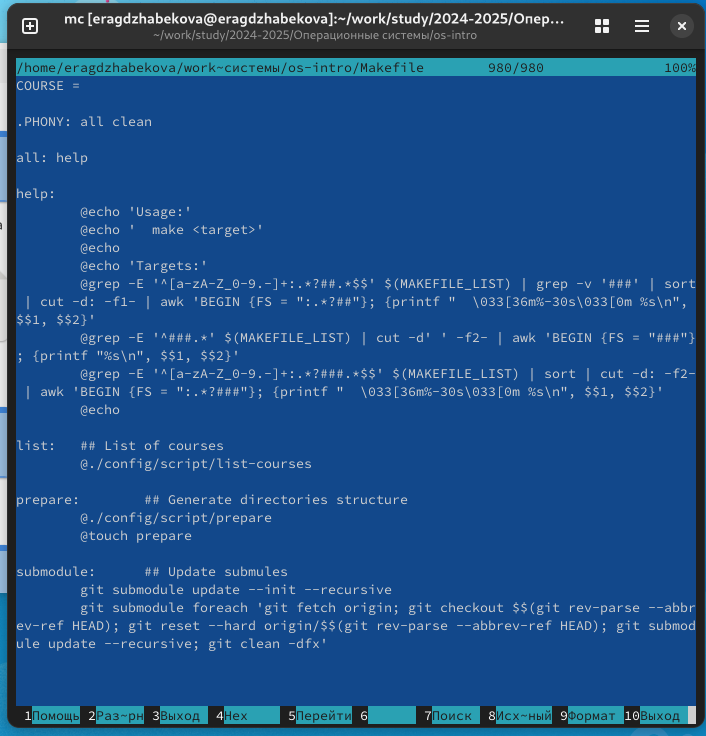 mc [eragdzhabekova@eragdzhabekova]:~/work/study/2024-2025/Опер…
~/work/study/2024-2025/Операционные системы/os-intro
/home/eragdzhabekova/work~системы/os-intro/Makefile        980/980               100%
COURSE =
.PHONY: all clean
all: help
help:
        @echo 'Usage:'
        @echo '  make <target>'
        @echo
        @echo 'Targets:'
        @grep -E '^[a-zA-Z_0-9.-]+:.*?##.*$$' $(MAKEFILE_LIST) | grep -v '###' | sort
 | cut -d: -f1- | awk 'BEGIN {FS = ":.*?##"}; {printf "  \033[36m%-30s\033[0m %s\n",
$$1, $$2}'
        @grep -E '^###.*' $(MAKEFILE_LIST) | cut -d' ' -f2- | awk 'BEGIN {FS = "###"}
; {printf "%s\n", $$1, $$2}'
        @grep -E '^[a-zA-Z_0-9.-]+:.*?###.*$$' $(MAKEFILE_LIST) | sort | cut -d: -f2-
 | awk 'BEGIN {FS = ":.*?###"}; {printf "  \033[36m%-30s\033[0m %s\n", $$1, $$2}'
        @echo
list:   ## List of courses
        @./config/script/list-courses
prepare:        ## Generate directories structure
        @./config/script/prepare
        @touch prepare
submodule:      ## Update submules
        git submodule update --init --recursive
        git submodule foreach 'git fetch origin; git checkout $$(git rev-parse --abbr
ev-ref HEAD); git reset --hard origin/$$(git rev-parse --abbrev-ref HEAD); git submod
ule update --recursive; git clean -dfx'
1Помощь 2Раз~рн 3Выход 4Hex 5Перейти 6 7Поиск 8Исх~ный 9Формат 10Выход